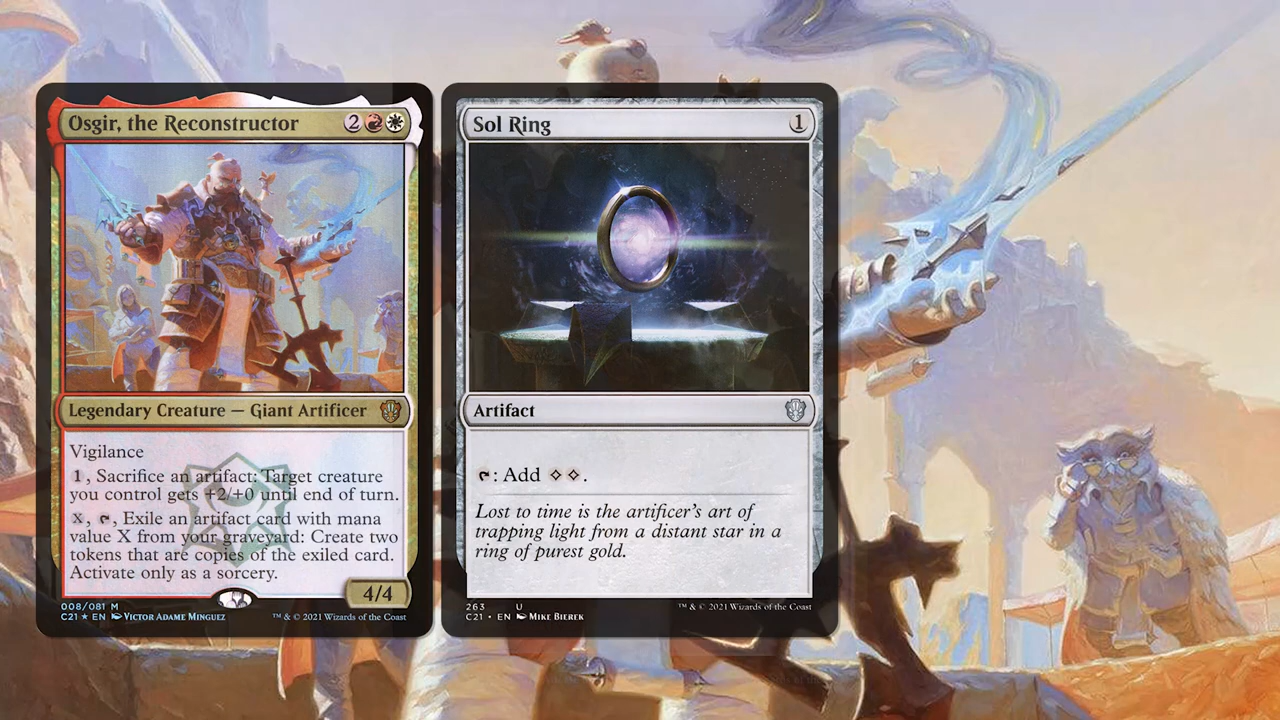 Osgir, the Reconstructor 2
Legendary Creature — Giant Artificer
Vigilance
1, Sacrifice an artifact: Target creature
you control gets +2/+0 until end of turn.
X, , Exile an artifact card with mana
value X from your graveyard: Create two
tokens that are copies of the exiled card.
Activate only as a sorcery.
4/4
008/081 M
C21 ★ EN Victor Adame Minguez ™ & © 2021 Wizards of the Coast
Sol Ring 1
Artifact
: Add .
Lost to time is the artificer's art of
trapping light from a distant star in a
ring of purest gold.
263 U ™ & © 2021 Wizards of the Coast
C21 • EN Mike Bierek